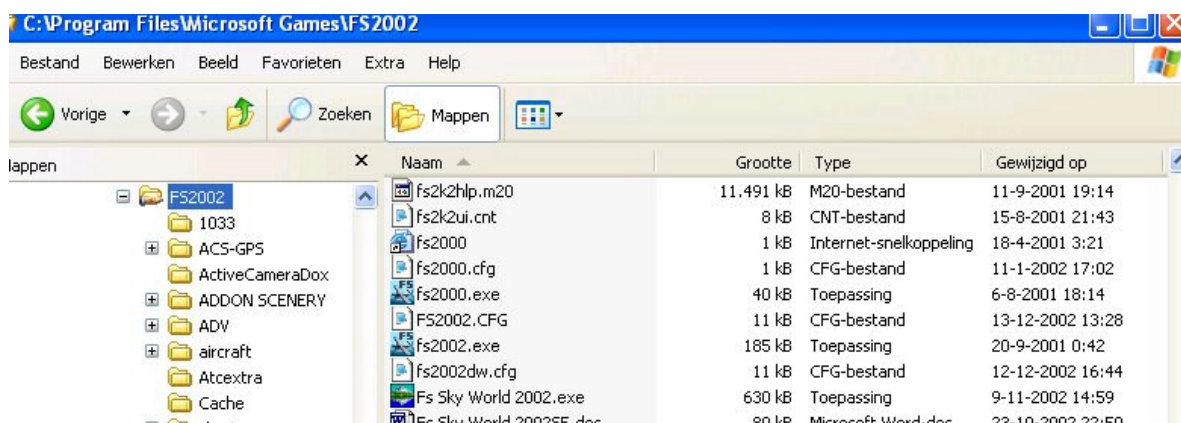 C:\Program Files\Microsoft Games\FS2002
Bestand Bewerken Beeld Favorieten Extra Help
Vorige Zoeken Mappen
Naam Grootte Type Gewijzigd op
FS2002
1033
ACS-GPS
ActiveCameraDox
ADDON SCENERY
ADV
aircraft
Atcextra
Cache
fs2k2hlp.m20 11.491 kB M20-bestand 11-9-2001 19:14
fs2k2ui.cnt 8 kB CNT-bestand 15-8-2001 21:43
fs2000 1 kB Internet-snelkoppeling 18-4-2001 3:21
fs2000.cfg 1 kB CFG-bestand 11-1-2002 17:02
fs2000.exe 40 kB Toepassing 6-8-2001 18:14
FS2002.CFG 11 kB CFG-bestand 13-12-2002 13:28
fs2002.exe 185 kB Toepassing 20-9-2001 0:42
fs2002dw.cfg 11 kB CFG-bestand 12-12-2002 16:44
Fs Sky World 2002.exe 630 kB Toepassing 9-11-2002 14:59